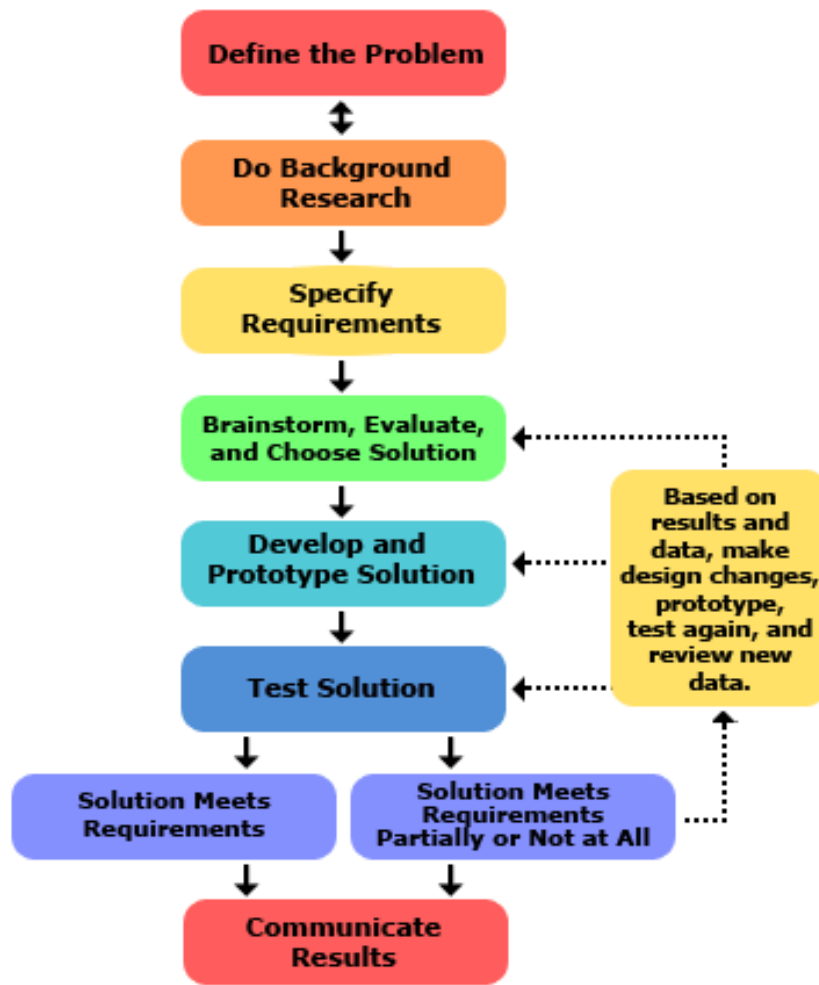 Define the Problem
Do Background
Research
Specify
Requirements
Brainstorm, Evaluate,
and Choose Solution
Develop and
Prototype Solution
Test Solution
Based on
results and
data, make
design changes,
prototype,
test again, and
review new
data.
Solution Meets
Requirements
Solution Meets
Requirements
Partially or Not at All
Communicate
Results